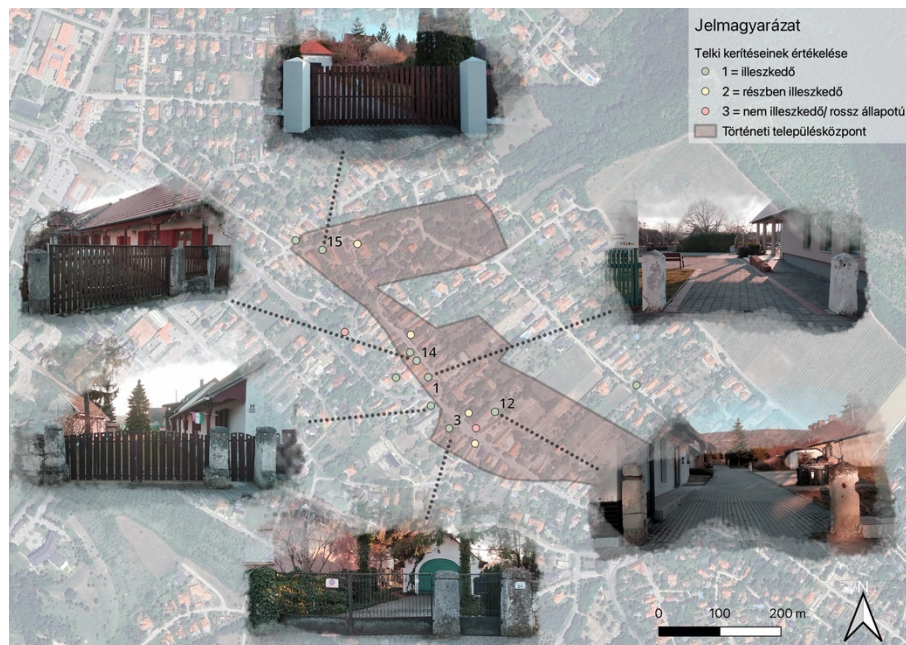 Jelmagyarázat
Telki kerítéseinek értékelése
1 = illeszkedő
2 = részben illeszkedő
3 = nem illeszkedő/ rossz állapotú
Történeti településközpont
15
14
1
12
3
N
0 100 200 m